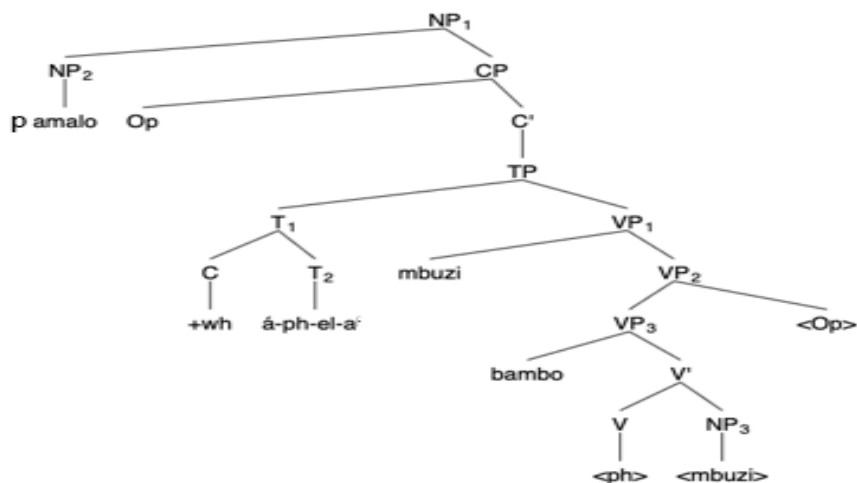 NP₁
NP₂ CP
p amalo Op C'
TP
T₁ VP₁
C T₂ mbuzi VP₂
+wh á-ph-el-a VP₃ <Op>
bambo V'
V NP₃
<ph> <mbuzi>